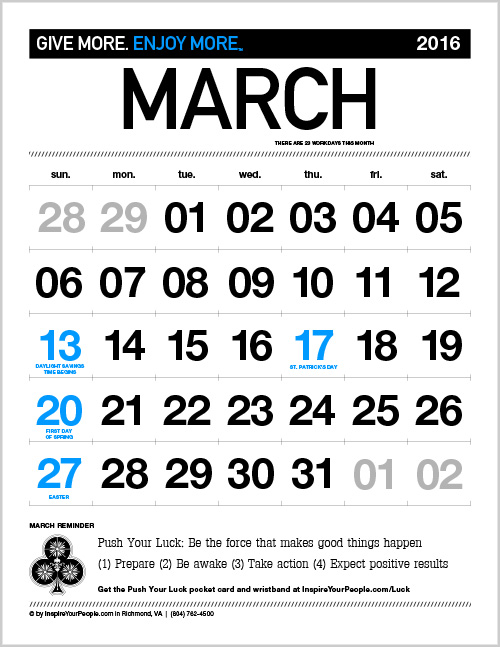 GIVE MORE. ENJOY MORE.™ 2016
MARCH
THERE ARE 23 WORKDAYS THIS MONTH
sun. mon. tue. wed. thu. fri. sat.
28 29 01 02 03 04 05
06 07 08 09 10 11 12
13 14 15 16 17 18 19
DAYLIGHT SAVINGS ST. PATRICK'S DAY
TIME BEGINS
20 21 22 23 24 25 26
FIRST DAY
OF SPRING
27 28 29 30 31 01 02
EASTER
MARCH REMINDER
Push Your Luck: Be the force that makes good things happen
(1) Prepare (2) Be awake (3) Take action (4) Expect positive results
Get the Push Your Luck pocket card and wristband at InspireYourPeople.com/Luck
© by InspireYourPeople.com in Richmond, VA | (804) 762-4500